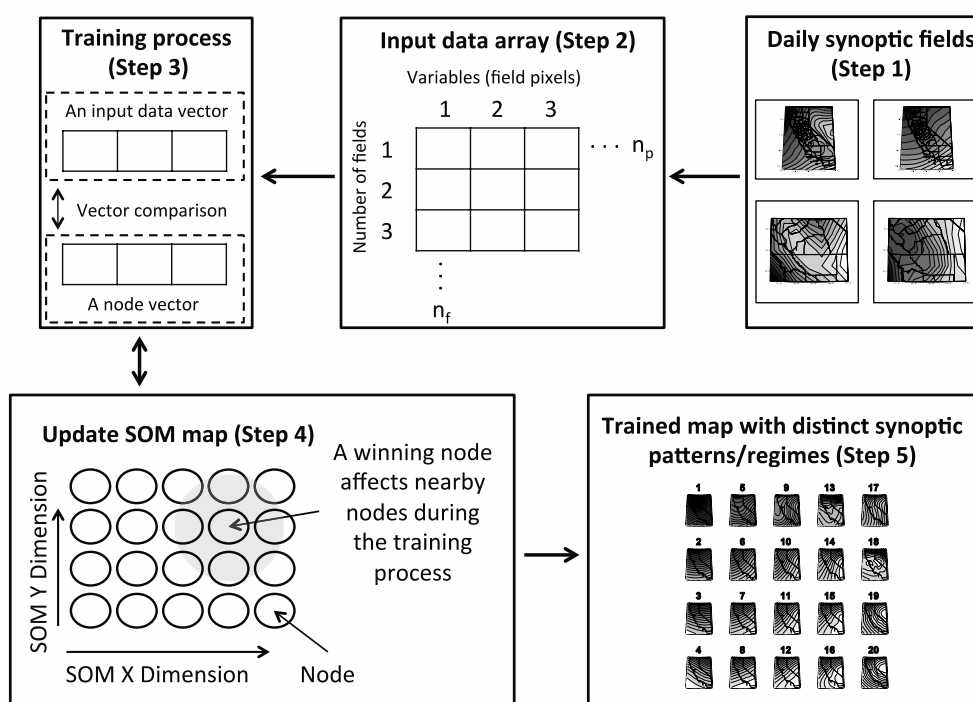 Training process
(Step 3)
An input data vector
Vector comparison
A node vector
Input data array (Step 2)
Variables (field pixels)
1 2 3
Number of fields
1
2
3
· · · np
nf
Daily synoptic fields
(Step 1)
Update SOM map (Step 4)
A winning node
affects nearby
nodes during
the training
process
SOM Y Dimension
SOM X Dimension
Node
Trained map with distinct synoptic
patterns/regimes (Step 5)
1 5 9 13 17
2 6 10 14 18
3 7 11 15 19
4 8 12 16 20